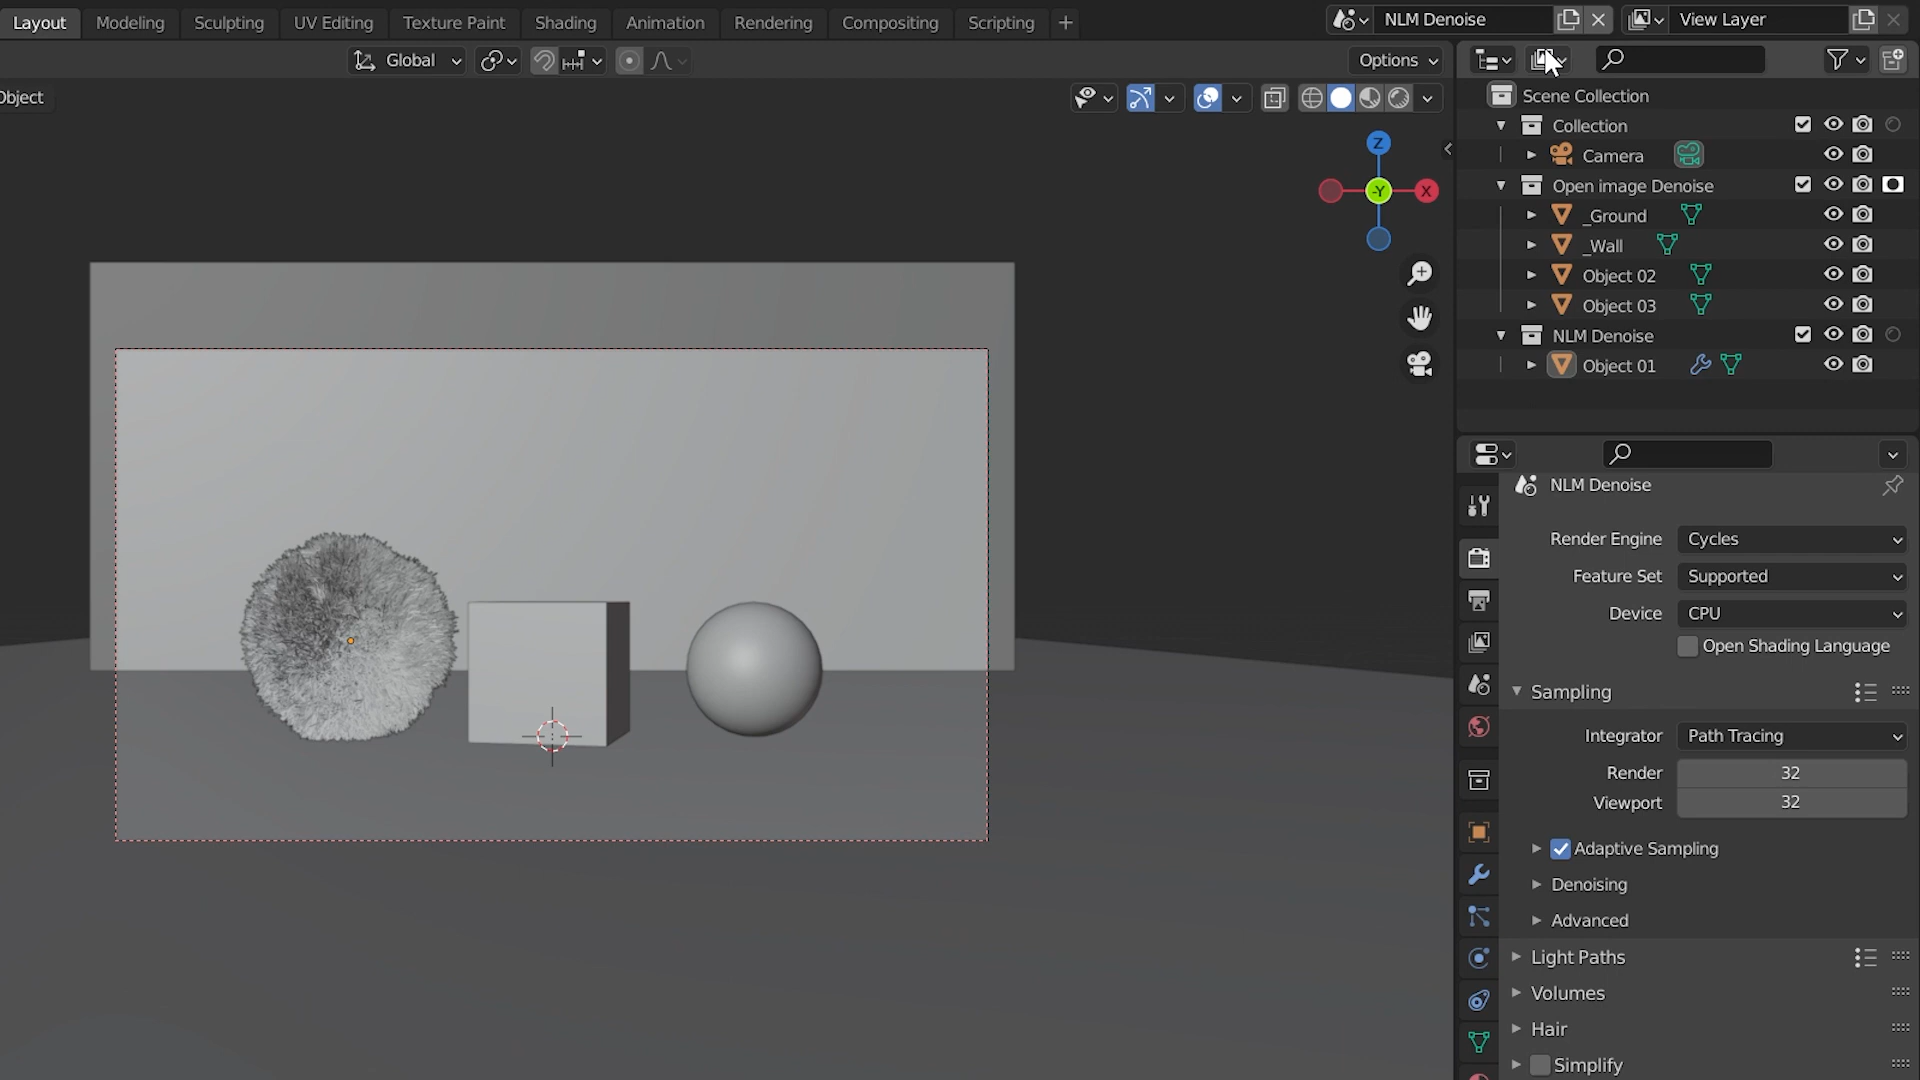 Layout
Modeling
Sculpting
UV Editing
Texture Paint
Shading
Animation
Rendering
Compositing
Scripting
NLM Denoise
View Layer
Global
Options
Object
Z
-Y
X
Scene Collection
Collection
Camera
Open image Denoise
_Ground
_Wall
Object 02
Object 03
NLM Denoise
Object 01
NLM Denoise
Render Engine Cycles
Feature Set Supported
Device CPU
Open Shading Language
Sampling
Integrator Path Tracing
Render 32
Viewport 32
Adaptive Sampling
Denoising
Advanced
Light Paths
Volumes
Hair
Simplify